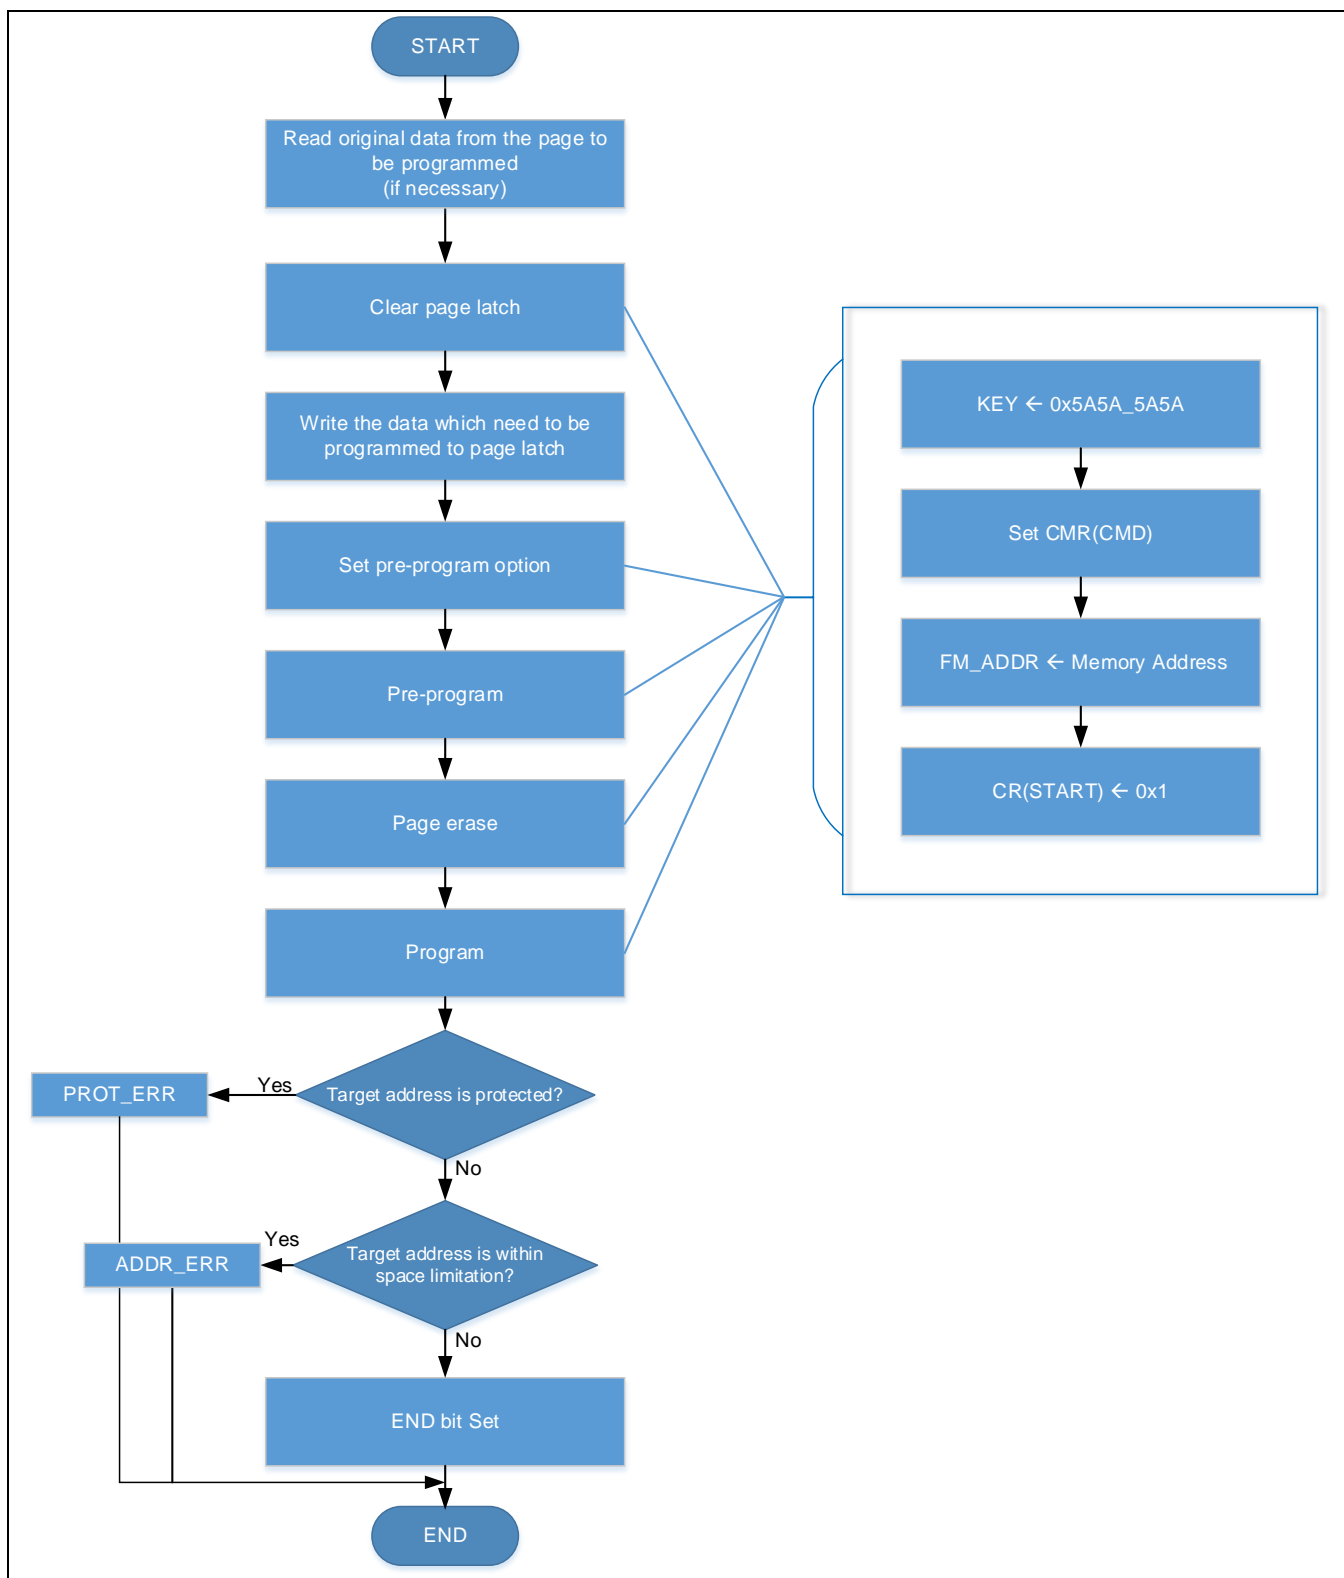 START
Read original data from the page to
be programmed
(if necessary)
Clear page latch
Write the data which need to be
programmed to page latch
Set pre-program option
Pre-program
Page erase
Program
Target address is protected?
Yes
PROT_ERR
No
Target address is within
space limitation?
Yes
ADDR_ERR
No
END bit Set
END
KEY ← 0x5A5A_5A5A
Set CMR(CMD)
FM_ADDR ← Memory Address
CR(START) ← 0x1